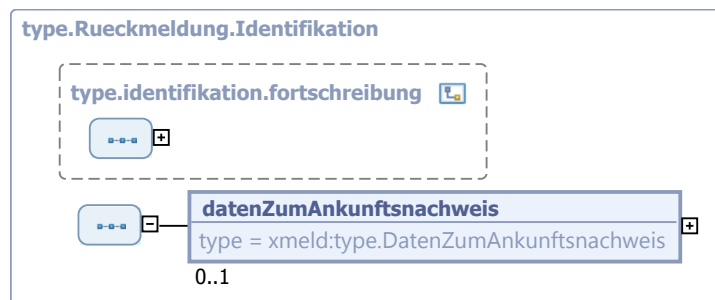 type.Rueckmeldung.Identifikation
type.identifikation.fortschreibung
datenZumAnkunftsnachweis
type = xmeld:type.DatenZumAnkunftsnachweis
0..1